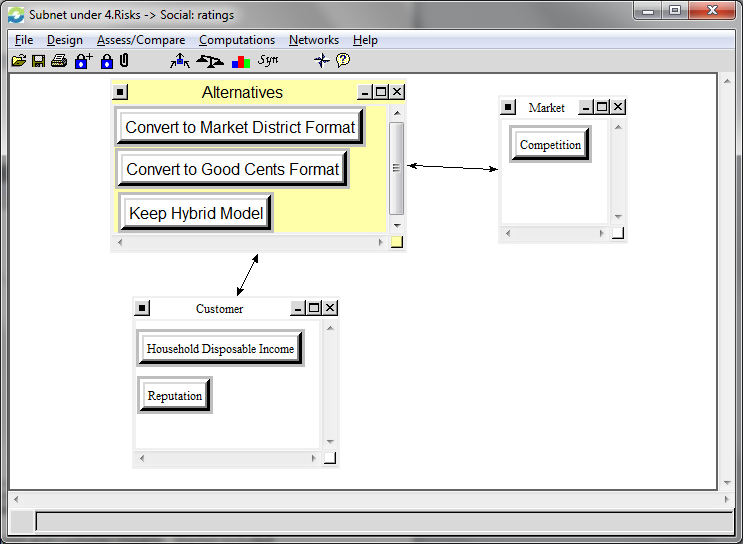 Subnet under 4.Risks -> Social: ratings
File Design Assess/Compare Computations Networks Help
Syn
Alternatives
Convert to Market District Format
Convert to Good Cents Format
Keep Hybrid Model
Market
Competition
Customer
Household Disposable Income
Reputation